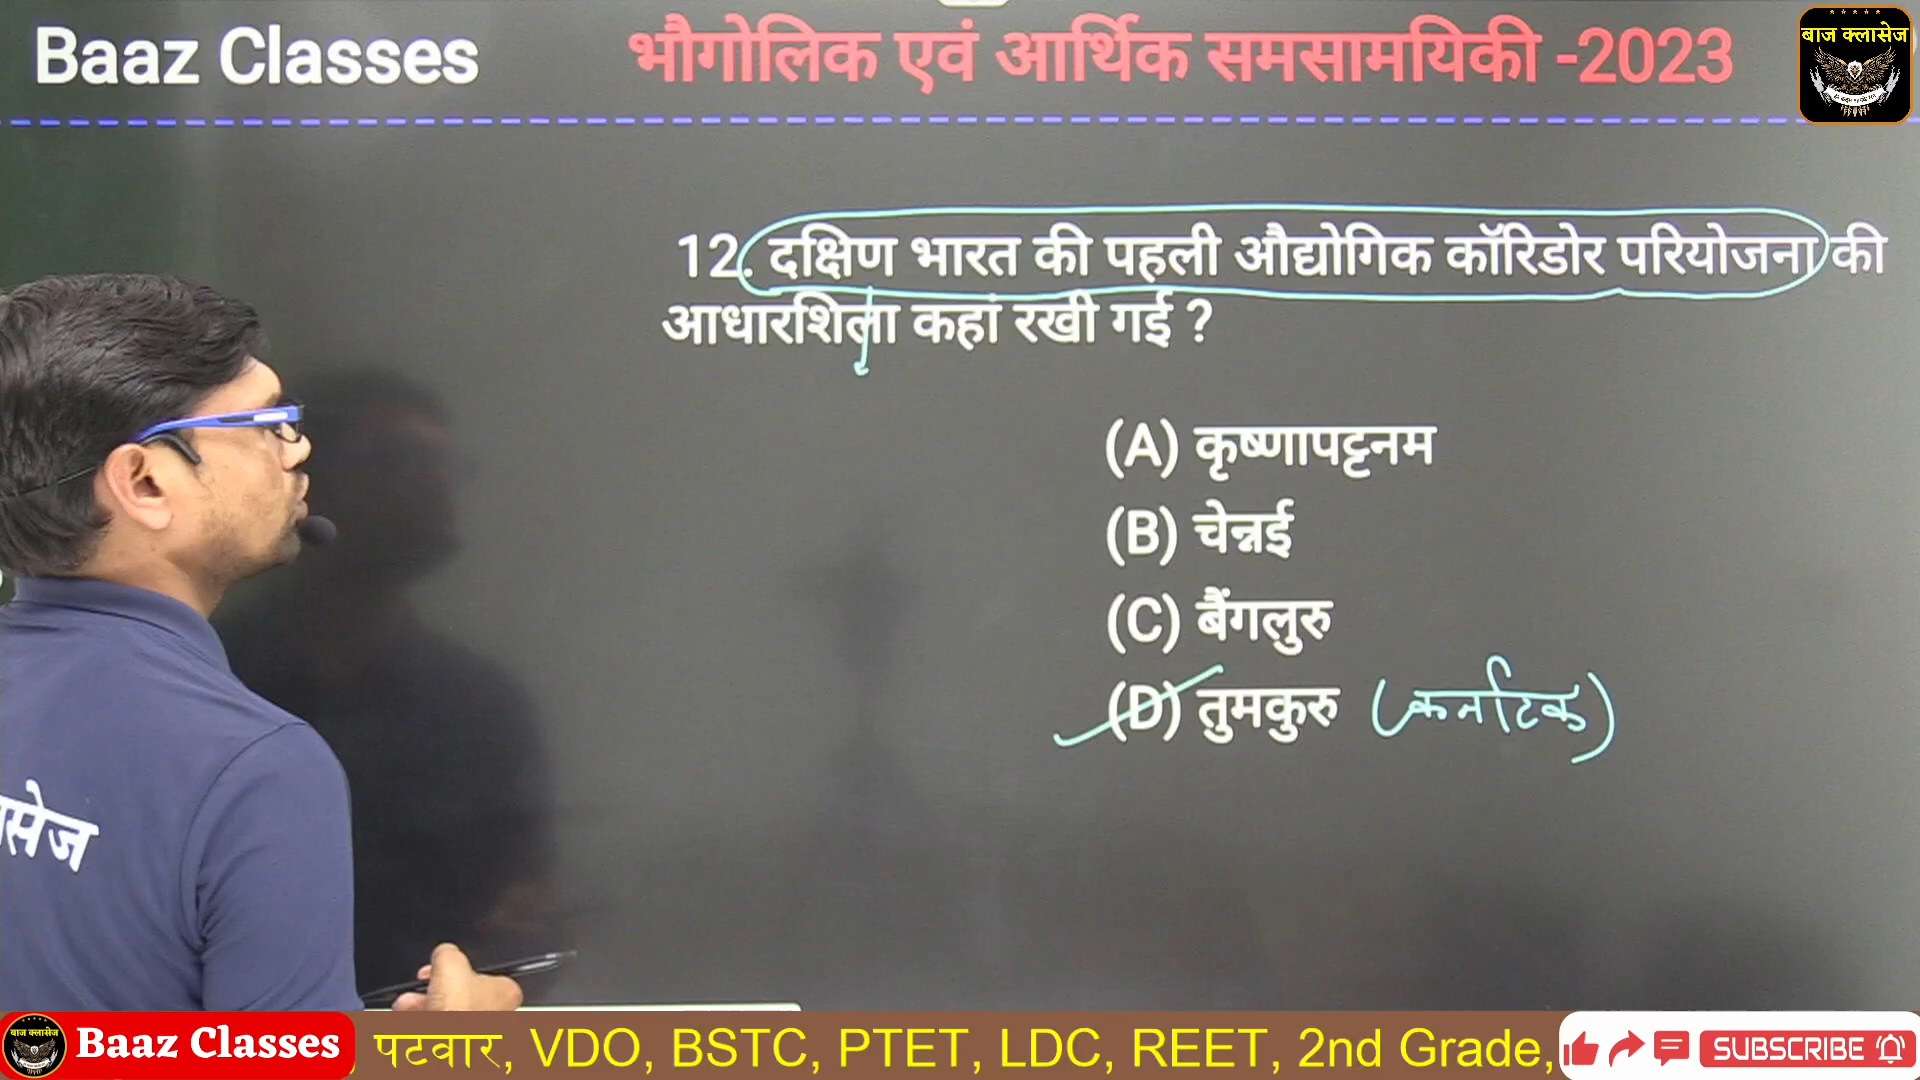 Baaz Classes
भौगोलिक एवं आर्थिक समसामयिकी -2023
बाज क्लासेज
12. दक्षिण भारत की पहली औद्योगिक कॉरिडोर परियोजना की
आधारशिला कहां रखी गई ?
(A) कृष्णापट्टनम
(B) चेन्नई
(C) बैंगलुरु
(D) तुमकुरु (कर्नाटक)
सेज
बाज क्लासेज
Baaz Classes
पटवार, VDO, BSTC, PTET, LDC, REET, 2nd Grade,
SUBSCRIBE